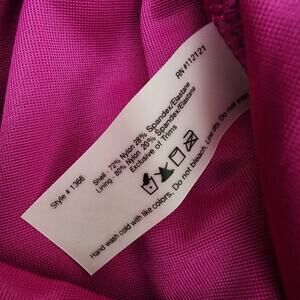 RN #112121
Style # 1366
Shell - 72% Nylon 28% Spandex/Elastane
Lining - 80% Nylon 20% Spandex/Elastane
Exclusive of Trims
Hand wash cold with like colors. Do not bleach. Line dry. Do not